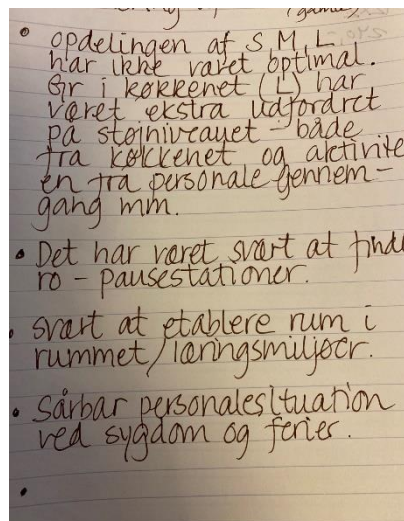 (gamle)
• opdelingen af S, M, L
har ikke været optimal.
Gr i køkkenet (L) har
været ekstra udfordret
på støjniveauet - både
fra køkkenet og aktivite
en fra personalegennem-
gang mm.
• Det har været svært at finde
ro - pausestationer.
• svært at etablere rum i
rummet/læringsmiljøer.
• Sårbar personalesituation
ved sygdom og ferier.
•